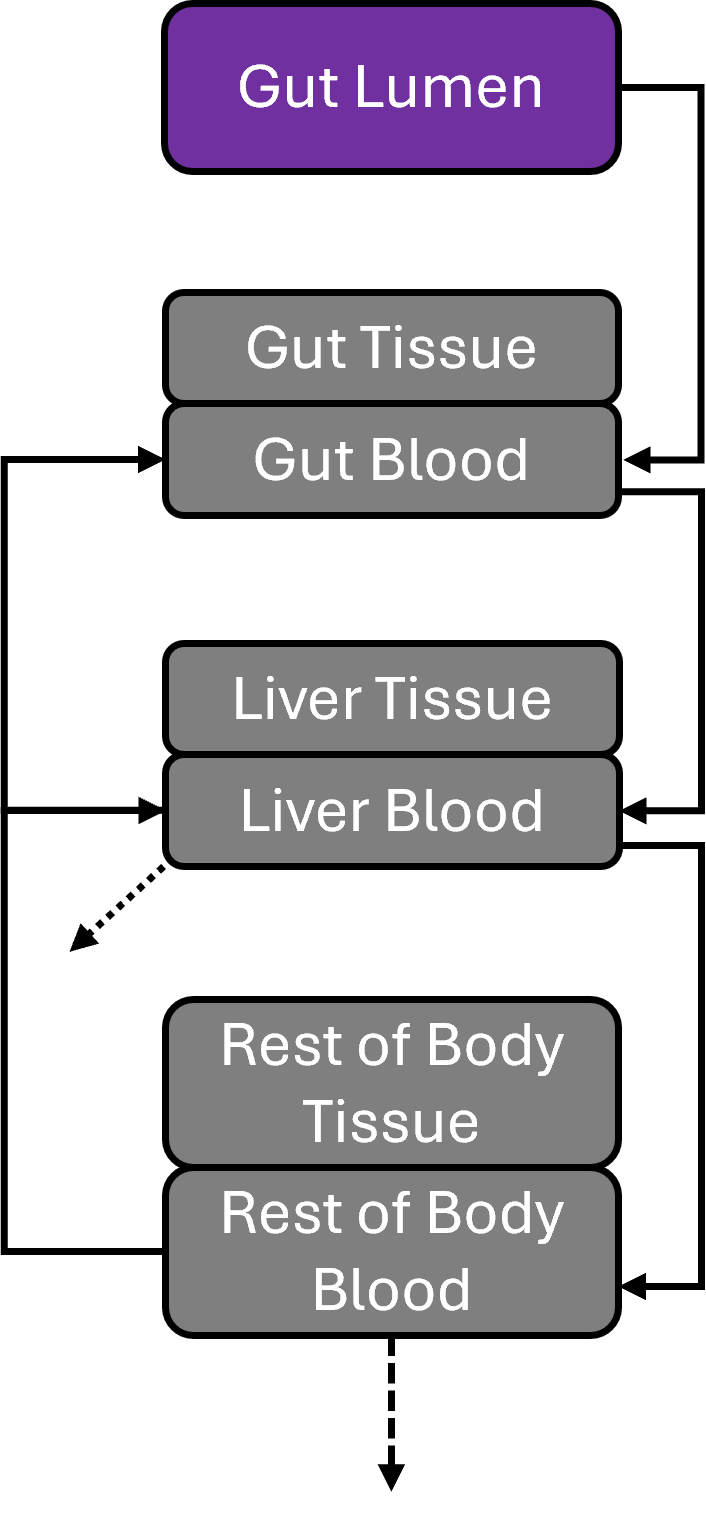 Gut Lumen
Gut Tissue
Gut Blood
Liver Tissue
Liver Blood
Rest of Body
Tissue
Rest of Body
Blood